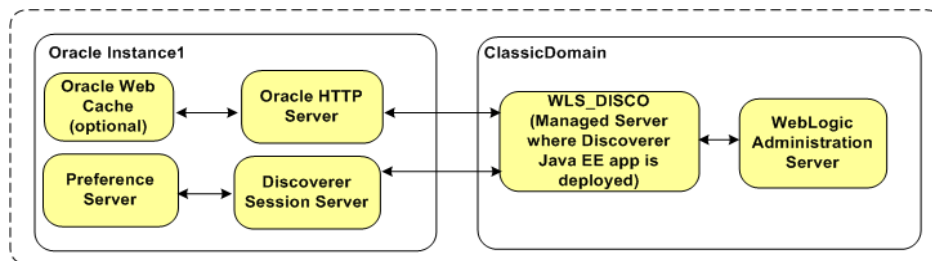 Oracle Instance1
Oracle Web
Cache
(optional)
Oracle HTTP
Server
Preference
Server
Discoverer
Session Server
ClassicDomain
WLS_DISCO
(Managed Server
where Discoverer
Java EE app is
deployed)
WebLogic
Administration
Server